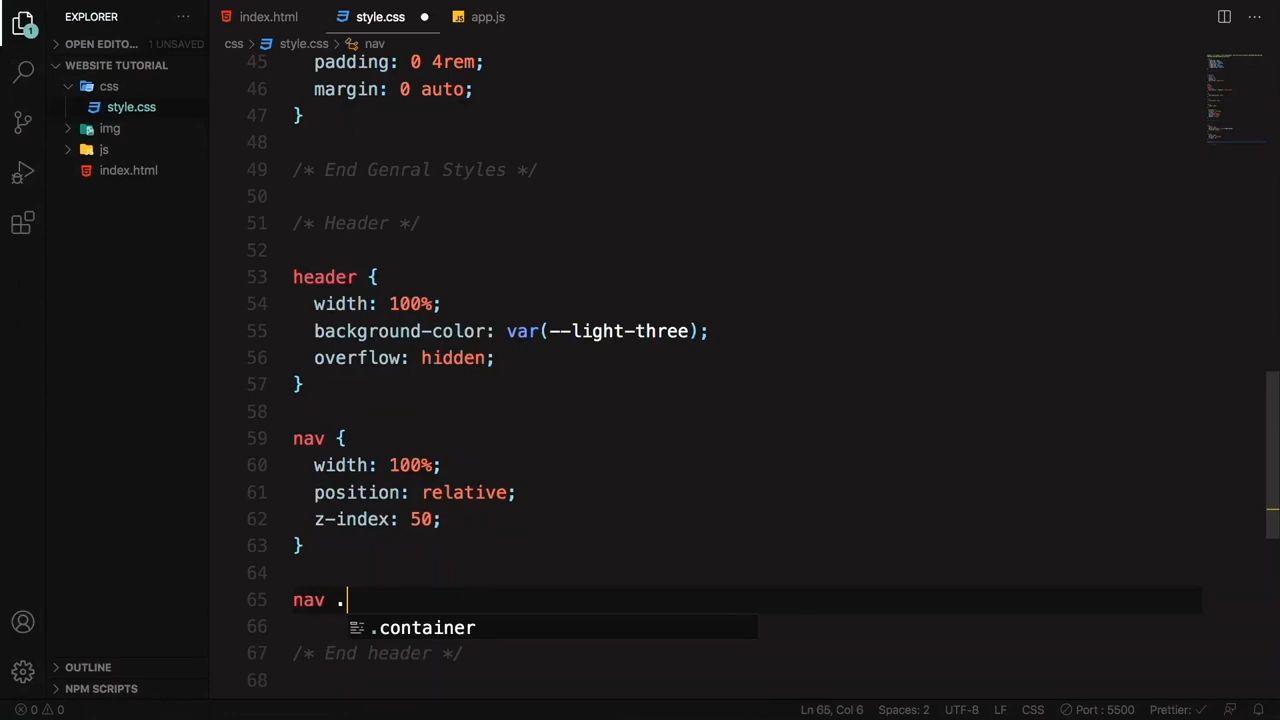 EXPLORER ...
index.html style.css ● app.js ...
css > style.css > nav
OPEN EDITO... 1 UNSAVED
WEBSITE TUTORIAL
css
style.css
img
js
index.html
1
45 padding: 0 4rem;
46 margin: 0 auto;
47 }
48
49 /* End Genral Styles */
50
51 /* Header */
52
53 header {
54 width: 100%;
55 background-color: var(--light-three);
56 overflow: hidden;
57 }
58
59 nav {
60 width: 100%;
61 position: relative;
62 z-index: 50;
63 }
64
65 nav .
66 .container
67 /* End header */
68
OUTLINE
NPM SCRIPTS
0 0 Ln 65, Col 6 Spaces: 2 UTF-8 LF CSS Port : 5500 Prettier: ✓